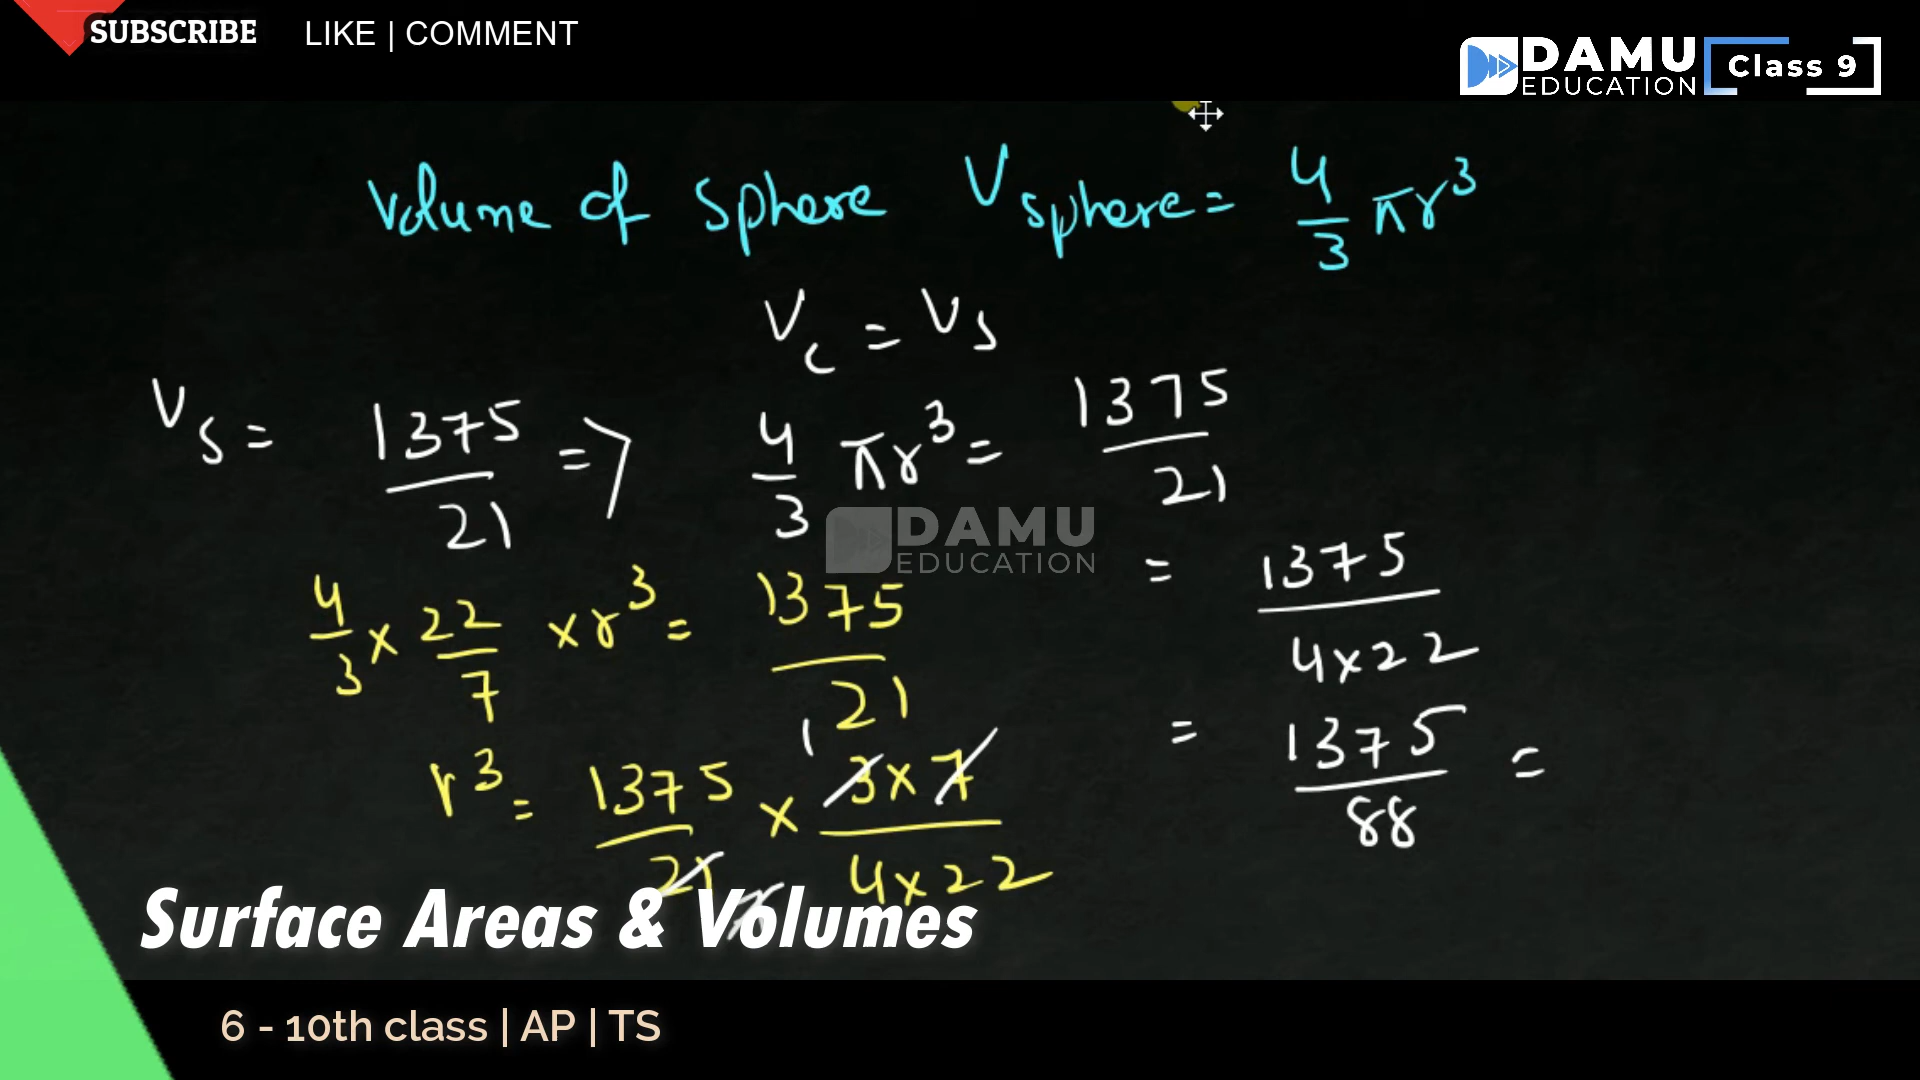 SUBSCRIBE LIKE | COMMENT
DAMU EDUCATION Class 9
Volume of Sphere V sphere = 4/3 πr³
V_c = V_s
V_s = 1375/21 => 4/3 πr³ = 1375/21
DAMU EDUCATION
4/3 × 22/7 × r³ = 1375/21
= 1375/4×22
r³ = 1375/21 × 3×7/4×22
1
= 1375/88 =
Surface Areas & Volumes
6 - 10th class | AP | TS